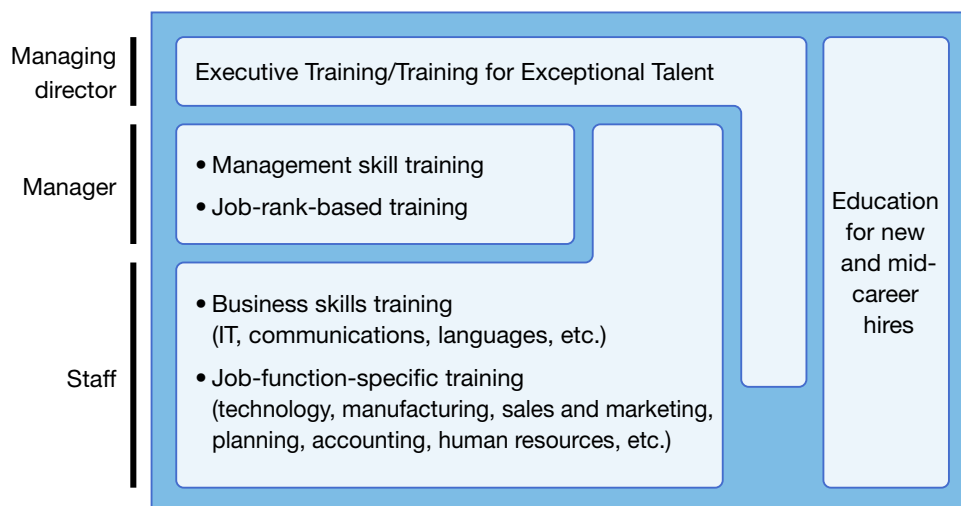 Managing
director
Executive Training/Training for Exceptional Talent
Manager
• Management skill training
• Job-rank-based training
Staff
• Business skills training
(IT, communications, languages, etc.)
• Job-function-specific training
(technology, manufacturing, sales and marketing,
planning, accounting, human resources, etc.)
Education
for new
and mid-
career
hires